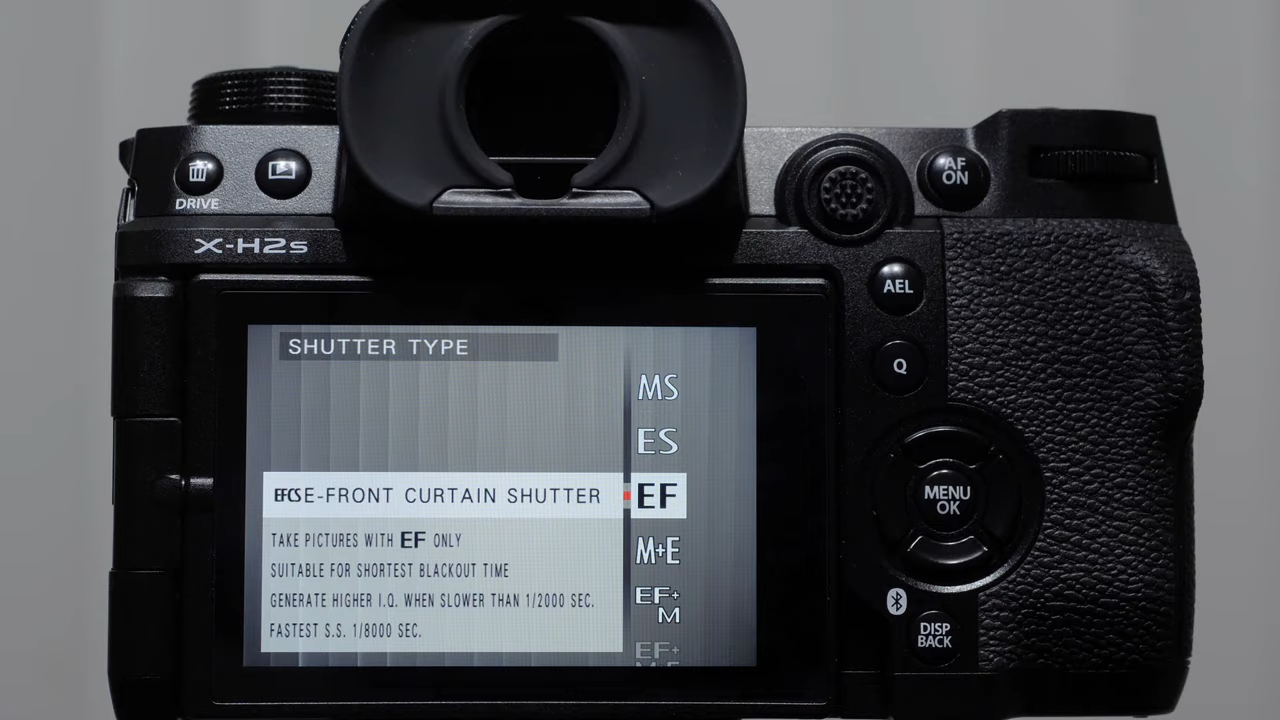 DRIVE
AF
ON
X-H2S
AEL
SHUTTER TYPE
Q
MS
ES
EFCS E-FRONT CURTAIN SHUTTER
EF
MENU
OK
TAKE PICTURES WITH EF ONLY
SUITABLE FOR SHORTEST BLACKOUT TIME
GENERATE HIGHER I.Q. WHEN SLOWER THAN 1/2000 SEC.
FASTEST S.S. 1/8000 SEC.
M+E
EF+
M
EF+
DISP
BACK